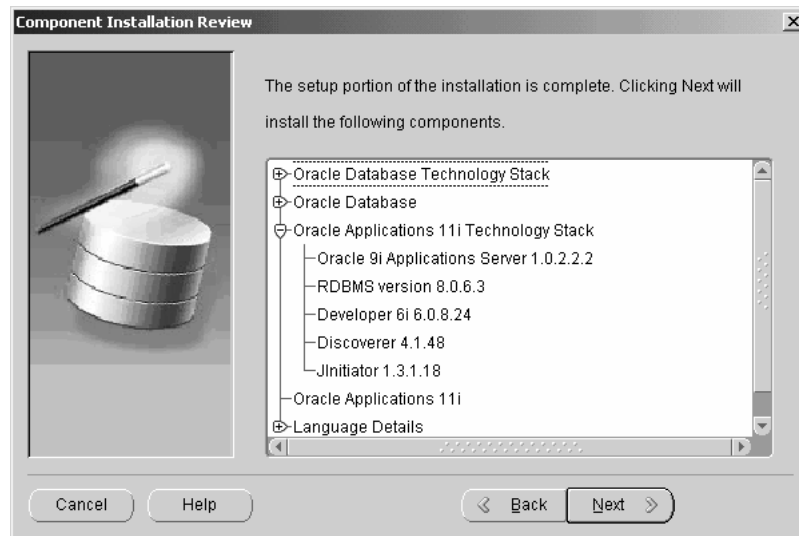 Component Installation Review
The setup portion of the installation is complete. Clicking Next will
install the following components.
Oracle Database Technology Stack
Oracle Database
Oracle Applications 11i Technology Stack
Oracle 9i Applications Server 1.0.2.2.2
RDBMS version 8.0.6.3
Developer 6i 6.0.8.24
Discoverer 4.1.48
JInitiator 1.3.1.18
Oracle Applications 11i
Language Details
Cancel Help Back Next